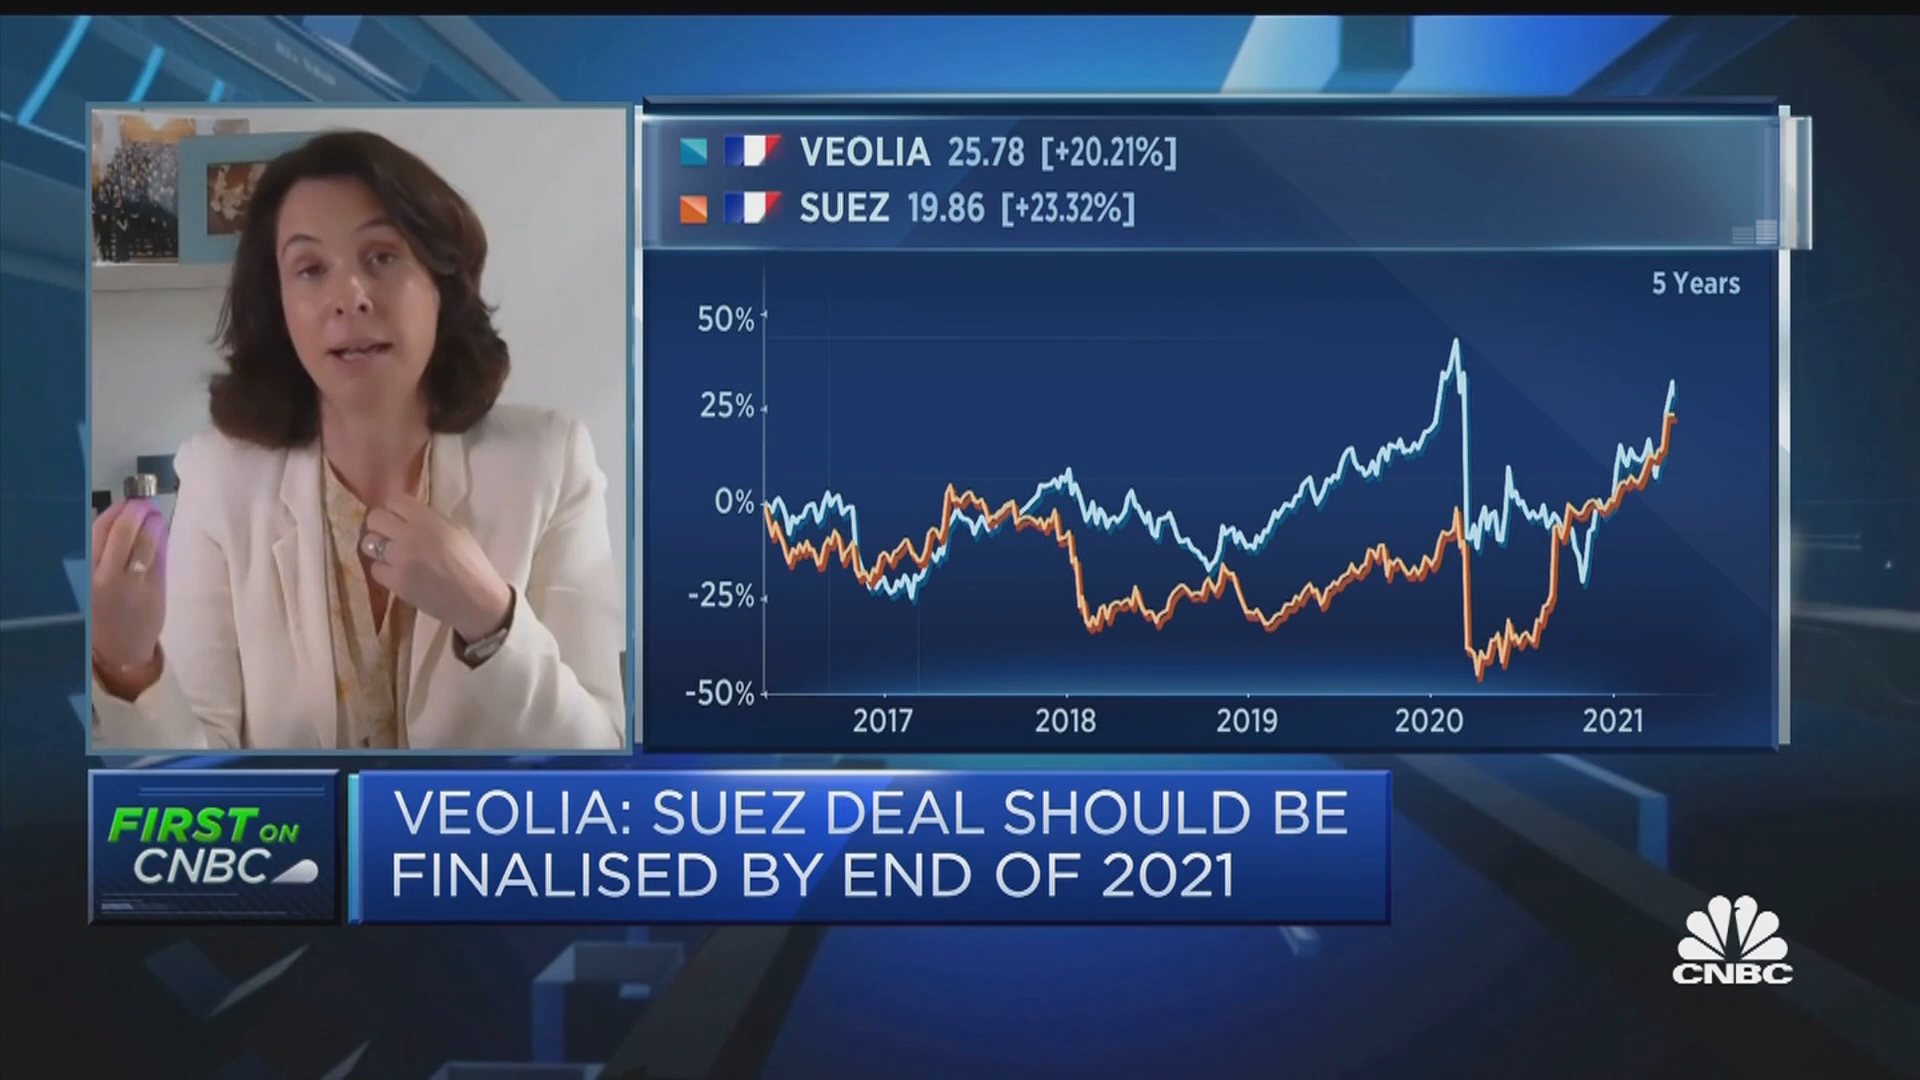 VEOLIA 25.78 [+20.21%]
SUEZ 19.86 [+23.32%]
5 Years
50%
25%
0%
-25%
-50%
2017 2018 2019 2020 2021
FIRST ON
CNBC
VEOLIA: SUEZ DEAL SHOULD BE
FINALISED BY END OF 2021
CNBC